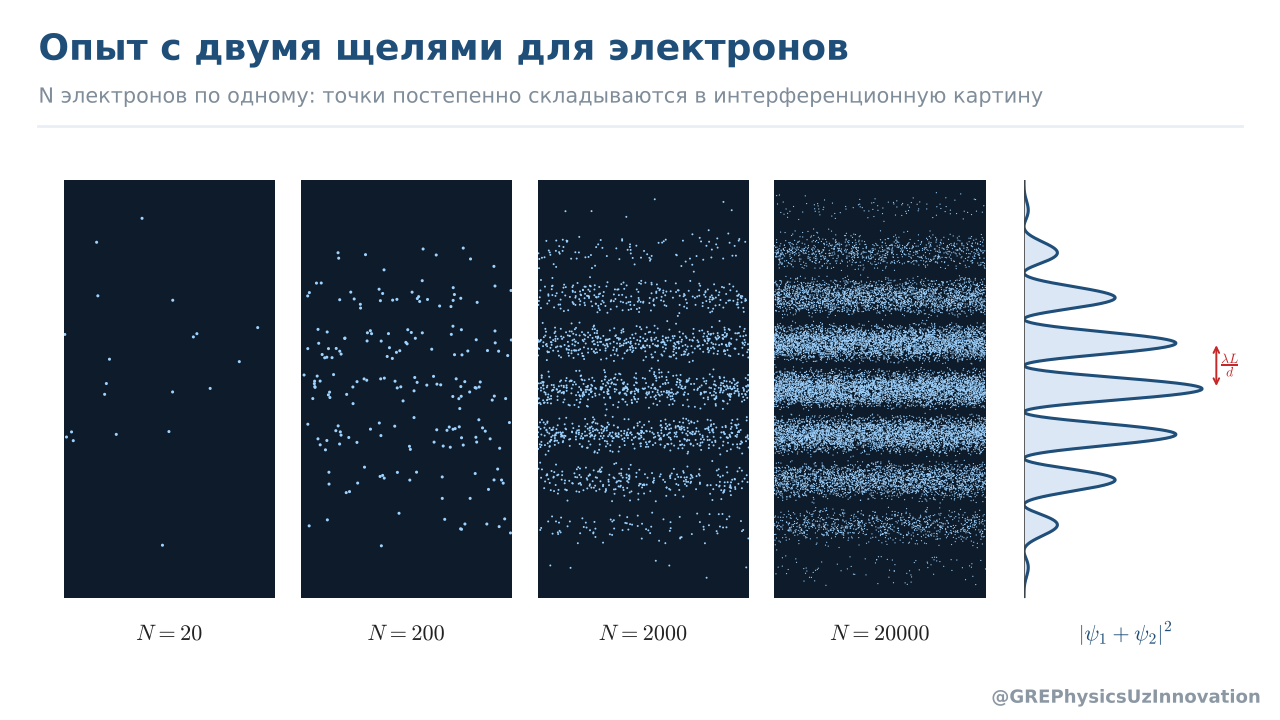 Опыт с двумя щелями для электронов
N электронов по одному: точки постепенно складываются в интерференционную картину
λL
d
N = 20
N = 200
N = 2000
N = 20000
|ψ₁ + ψ₂|²
@GREPhysicsUzInnovation